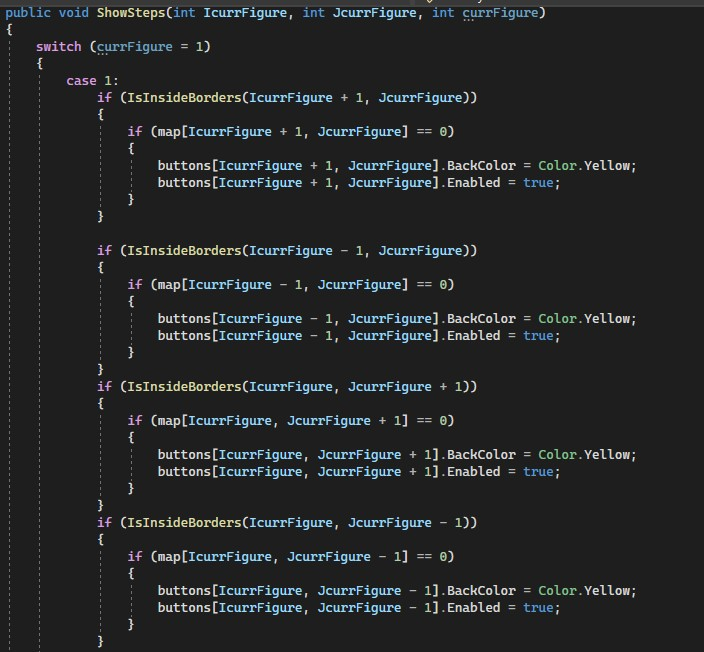 public void ShowSteps(int IcurrFigure, int JcurrFigure, int currFigure)
{
switch (currFigure = 1)
{
case 1:
if (IsInsideBorders(IcurrFigure + 1, JcurrFigure))
{
if (map[IcurrFigure + 1, JcurrFigure] == 0)
{
buttons[IcurrFigure + 1, JcurrFigure].BackColor = Color.Yellow;
buttons[IcurrFigure + 1, JcurrFigure].Enabled = true;
}
}
if (IsInsideBorders(IcurrFigure - 1, JcurrFigure))
{
if (map[IcurrFigure - 1, JcurrFigure] == 0)
{
buttons[IcurrFigure - 1, JcurrFigure].BackColor = Color.Yellow;
buttons[IcurrFigure - 1, JcurrFigure].Enabled = true;
}
}
if (IsInsideBorders(IcurrFigure, JcurrFigure + 1))
{
if (map[IcurrFigure, JcurrFigure + 1] == 0)
{
buttons[IcurrFigure, JcurrFigure + 1].BackColor = Color.Yellow;
buttons[IcurrFigure, JcurrFigure + 1].Enabled = true;
}
}
if (IsInsideBorders(IcurrFigure, JcurrFigure - 1))
{
if (map[IcurrFigure, JcurrFigure - 1] == 0)
{
buttons[IcurrFigure, JcurrFigure - 1].BackColor = Color.Yellow;
buttons[IcurrFigure, JcurrFigure - 1].Enabled = true;
}
}